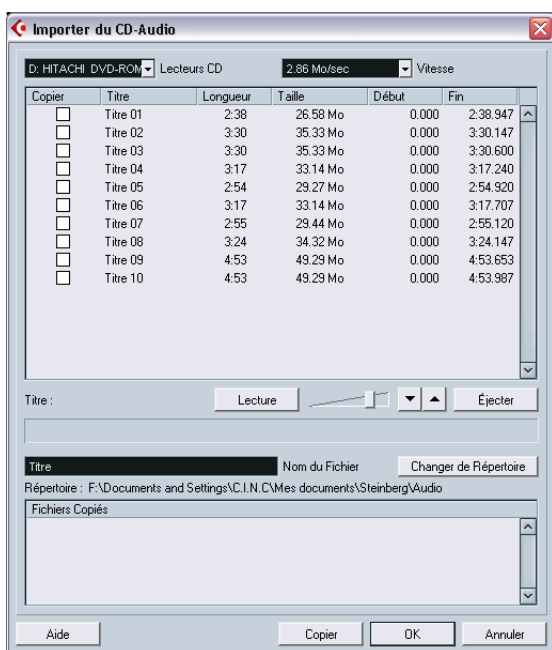 Importer du CD-Audio
D: HITACHI DVD-ROM Lecteurs CD 2.86 Mo/sec Vitesse
Copier Titre Longueur Taille Début Fin
Titre 01 2:38 26.58 Mo 0.000 2:38.947
Titre 02 3:30 35.33 Mo 0.000 3:30.147
Titre 03 3:30 35.33 Mo 0.000 3:30.600
Titre 04 3:17 33.14 Mo 0.000 3:17.240
Titre 05 2:54 29.27 Mo 0.000 2:54.920
Titre 06 3:17 33.14 Mo 0.000 3:17.707
Titre 07 2:55 29.44 Mo 0.000 2:55.120
Titre 08 3:24 34.32 Mo 0.000 3:24.147
Titre 09 4:53 49.29 Mo 0.000 4:53.653
Titre 10 4:53 49.29 Mo 0.000 4:53.987
Titre : Lecture Éjecter
Titre Nom du Fichier Changer de Répertoire
Répertoire : F:\Documents and Settings\C.I.N.C\Mes documents\Steinberg\Audio
Fichiers Copiés
Aide Copier OK Annuler